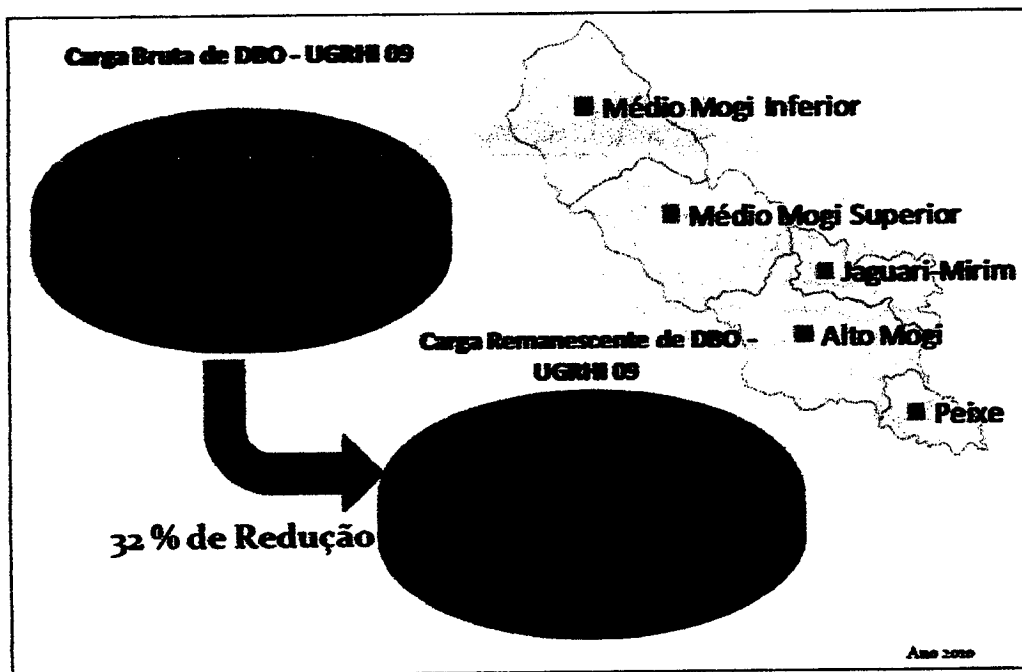 Carga Bruta de DBO - UGRHI 09
Médio Mogi Inferior
Médio Mogi Superior
Jaguari-Mirim
Alto Mogi
Peixe
Carga Remanescente de DBO -
UGRHI 09
32 % de Redução
Ano 2010